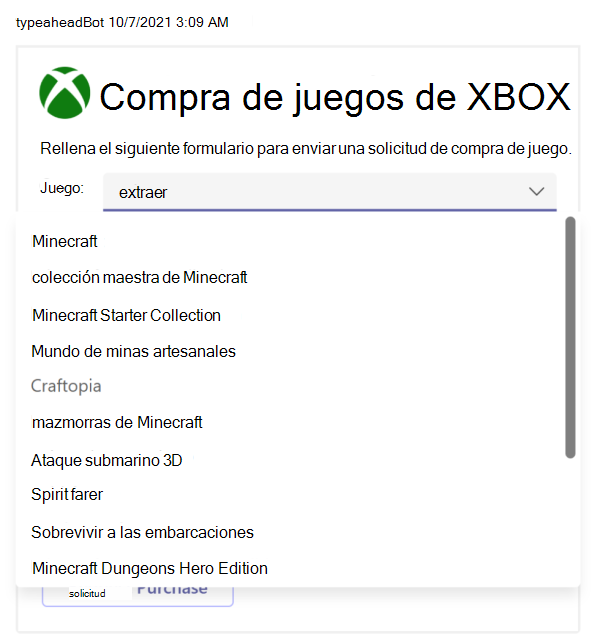 typeaheadBot 10/7/2021 3:09 AM
Compra de juegos de XBOX
Rellena el siguiente formulario para enviar una solicitud de compra de juego.
Juego: extraer
Minecraft
colección maestra de Minecraft
Minecraft Starter Collection
Mundo de minas artesanales
Craftopia
mazmorras de Minecraft
Ataque submarino 3D
Spirit farer
Sobrevivir a las embarcaciones
Minecraft Dungeons Hero Edition
solicitud Purchase